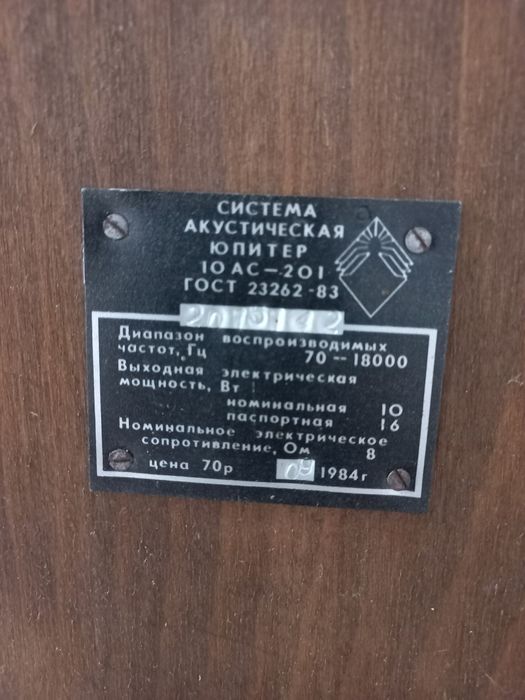 СИСТЕМА
АКУСТИЧЕСКАЯ
ЮПИТЕР
10 АС—201
ГОСТ 23262-83
Диапазон воспроизводимых
частот, Гц 70—18000
Выходная электрическая
мощность, Вт
номинальная 10
паспортная 16
Номинальное электрическое
сопротивление, Ом 8
цена 70р 09 1984г